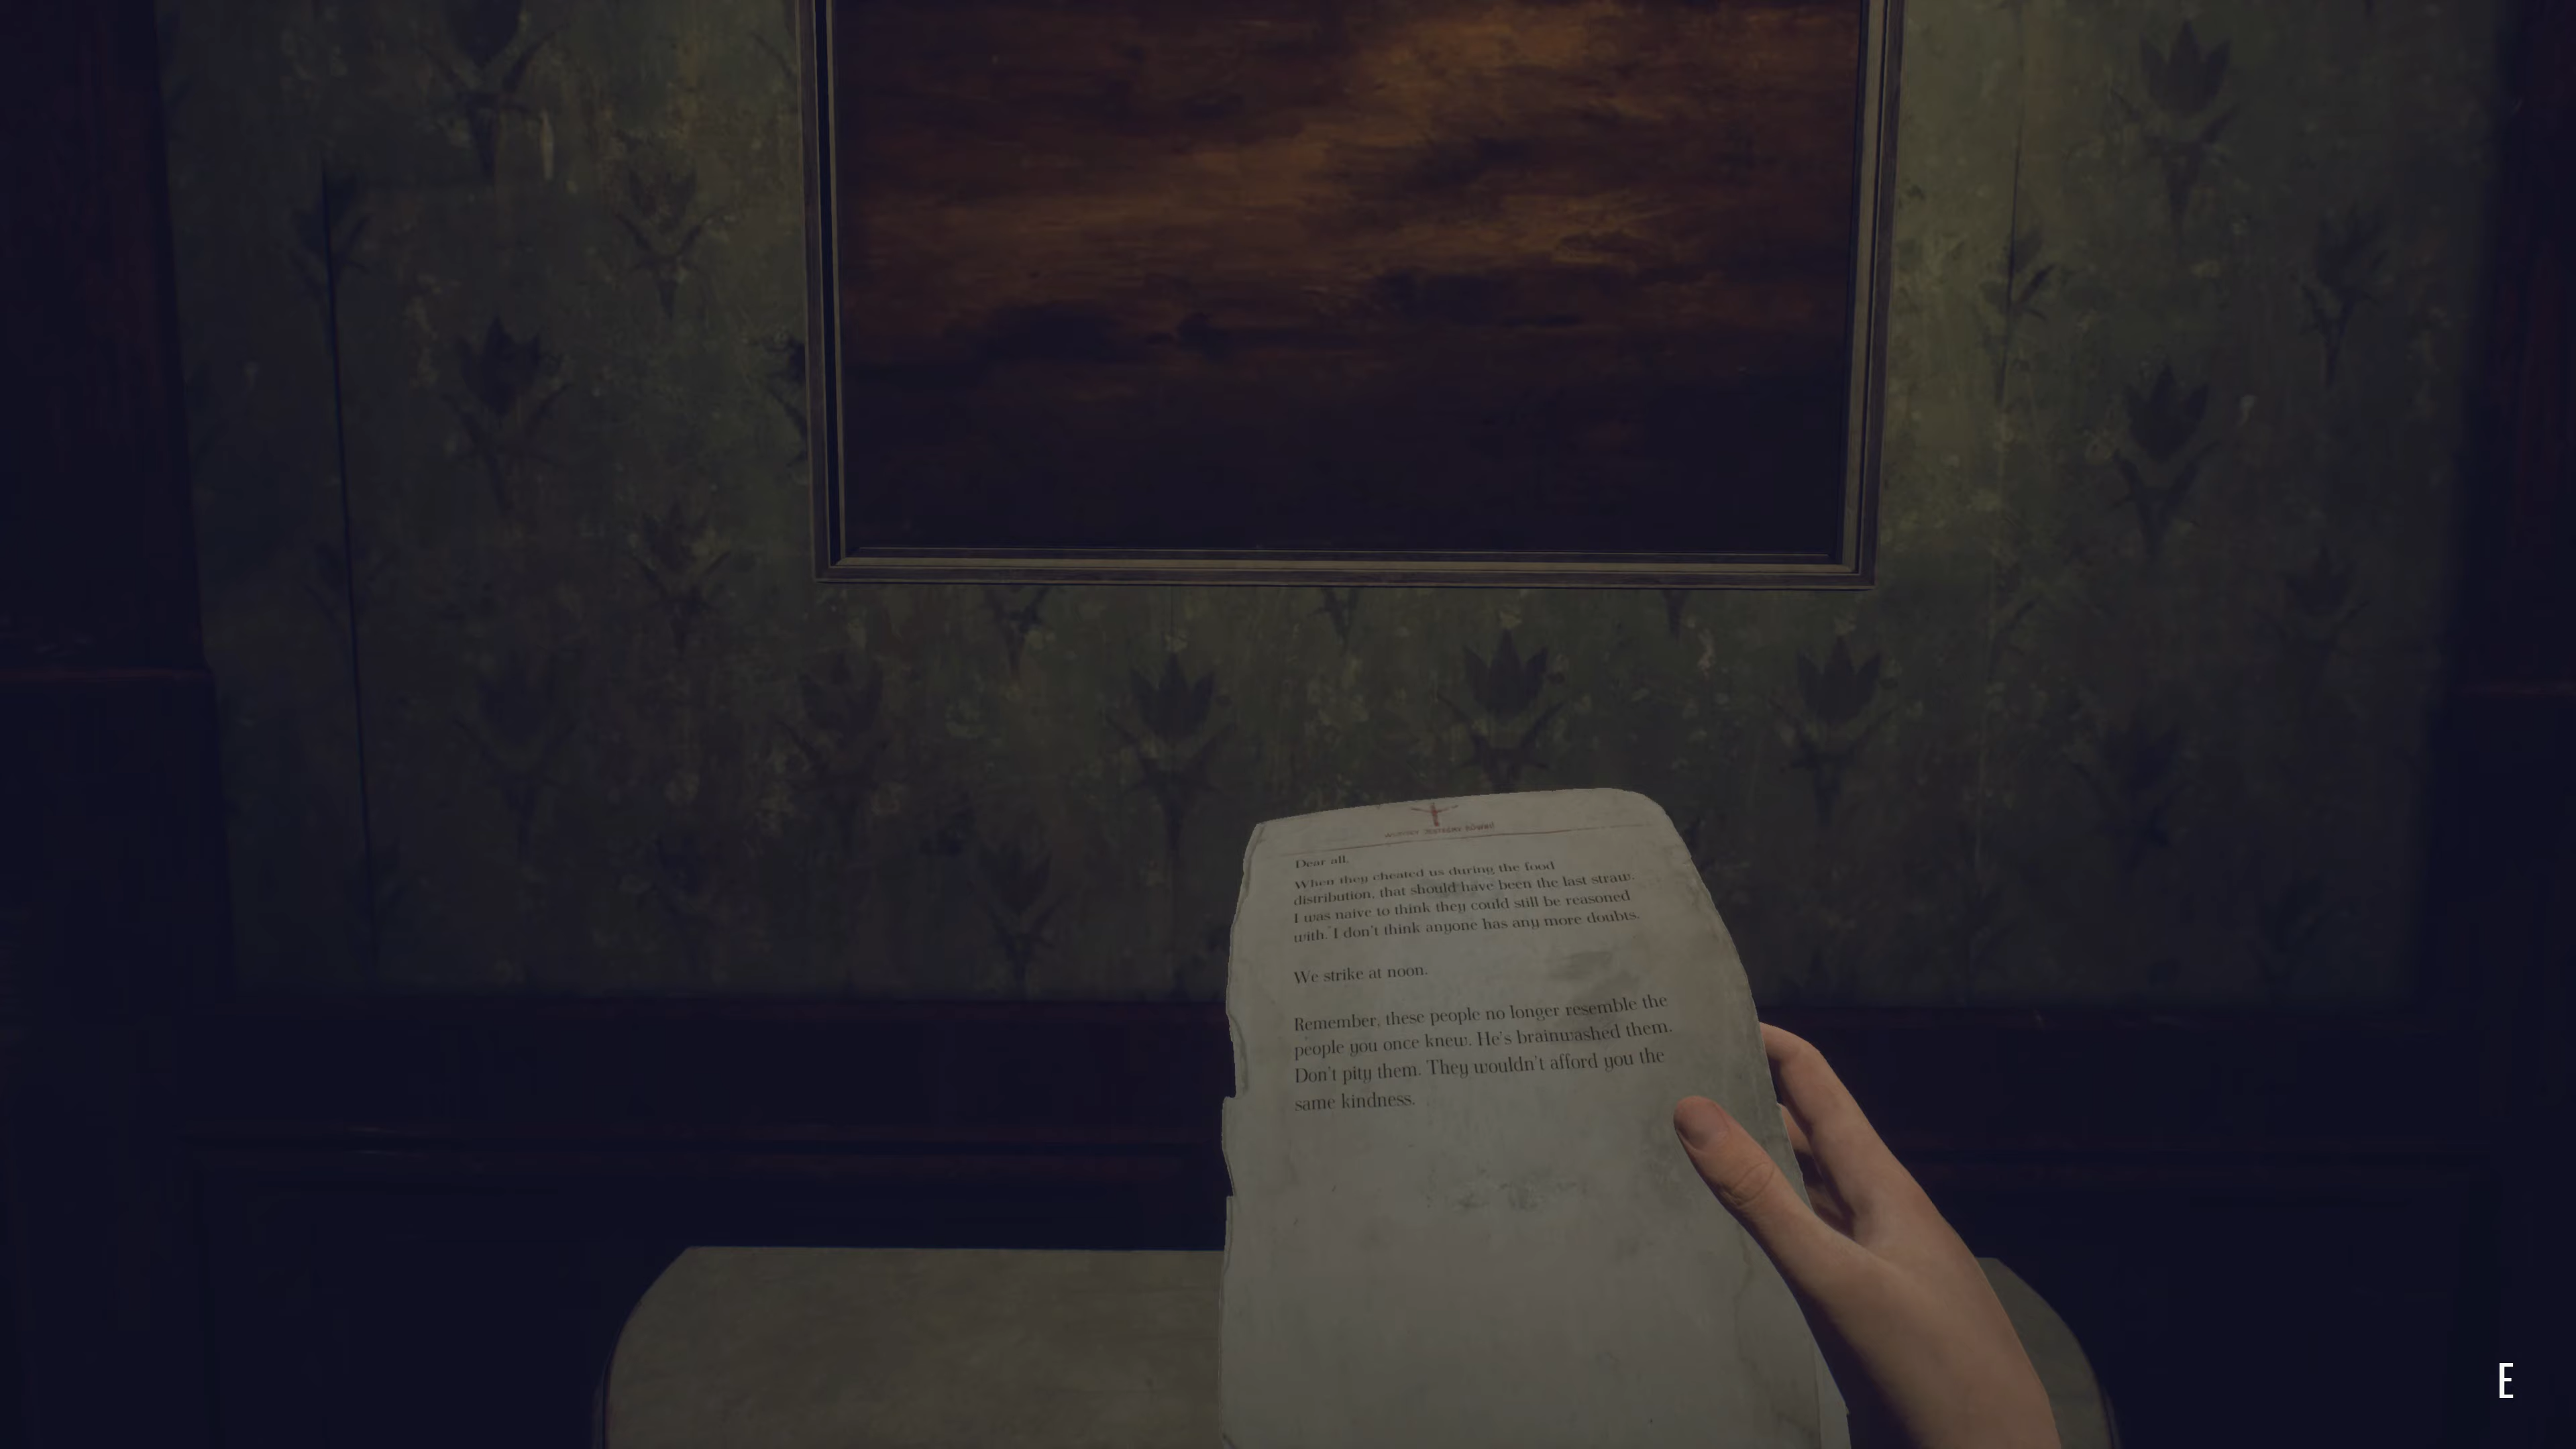 Dear all,
When they cheated us during the food
distribution, that should have been the last straw.
I was naive to think they could still be reasoned
with. I don't think anyone has any more doubts.
We strike at noon.
Remember, these people no longer resemble the
people you once knew. He's brainwashed them.
Don't pity them. They wouldn't afford you the
same kindness.
E